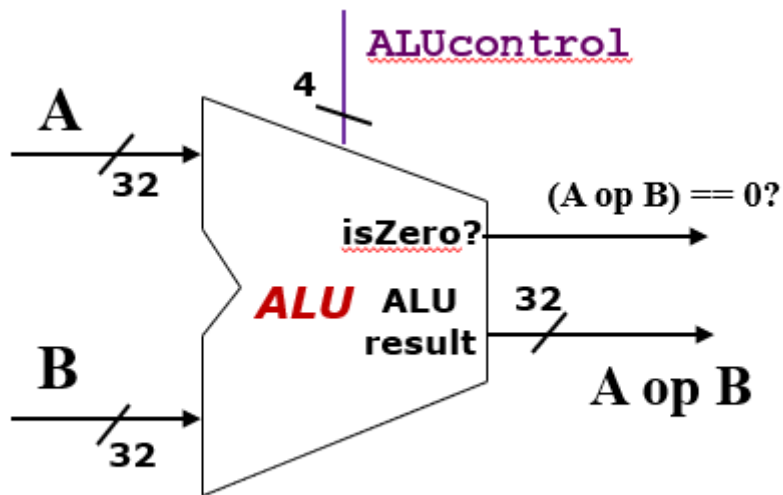 ALUcontrol
4
A
32
(A op B) == 0?
isZero?
ALU
ALU
result
32
A op B
B
32